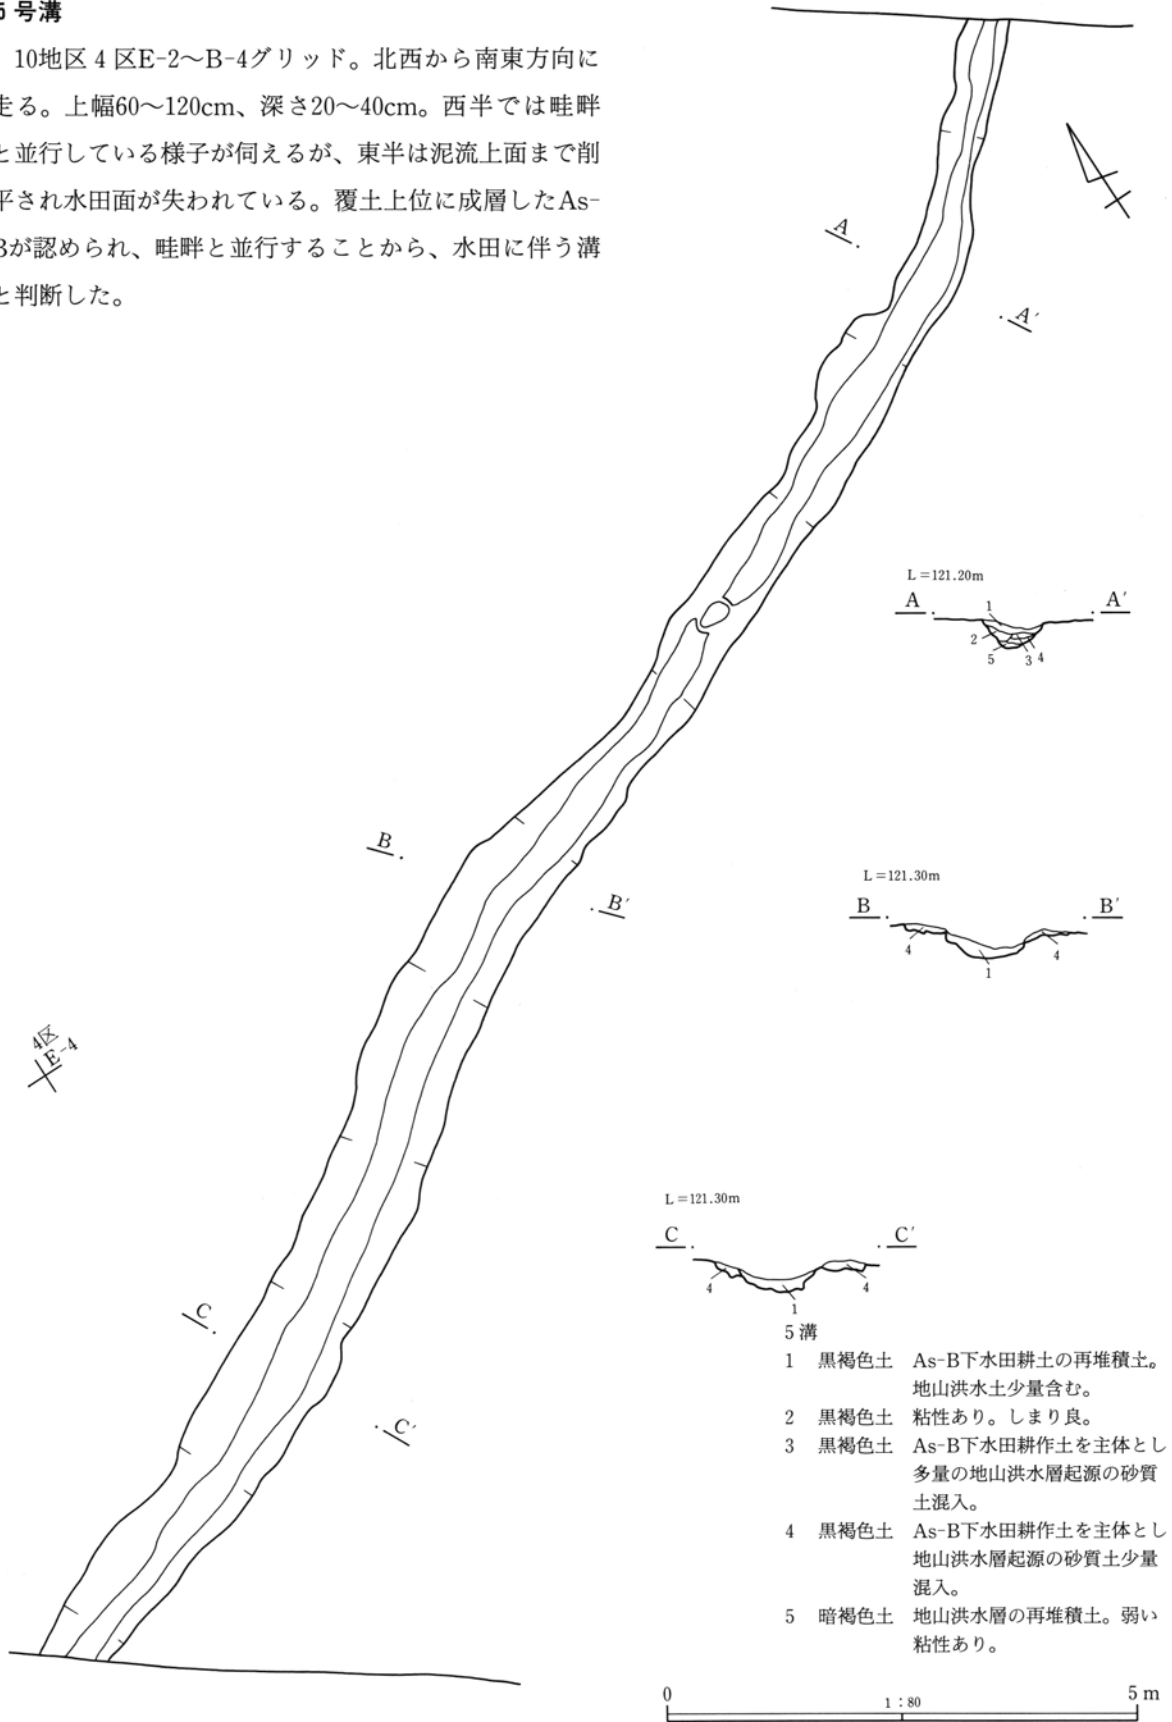 5号溝
10地区4区E-2〜B-4グリッド。北西から南東方向に
走る。上幅60〜120cm、深さ20〜40cm。西半では畦畔
と並行している様子が伺えるが、東半は泥流上面まで削
平され水田面が失われている。覆土上位に成層したAs-
Bが認められ、畦畔と並行することから、水田に伴う溝
と判断した。
A
A′
L=121.20m
A
A′
1
2
5
3
4
B
B′
L=121.30m
B
B′
4
1
4
4区
E-4
L=121.30m
C
C′
4
1
4
C
C′
5溝
1 黒褐色土 As-B下水田耕土の再堆積土。
地山洪水土少量含む。
2 黒褐色土 粘性あり。しまり良。
3 黒褐色土 As-B下水田耕作土を主体とし
多量の地山洪水層起源の砂質
土混入。
4 黒褐色土 As-B下水田耕作土を主体とし
地山洪水層起源の砂質土少量
混入。
5 暗褐色土 地山洪水層の再堆積土。弱い
粘性あり。
0
1:80
5m